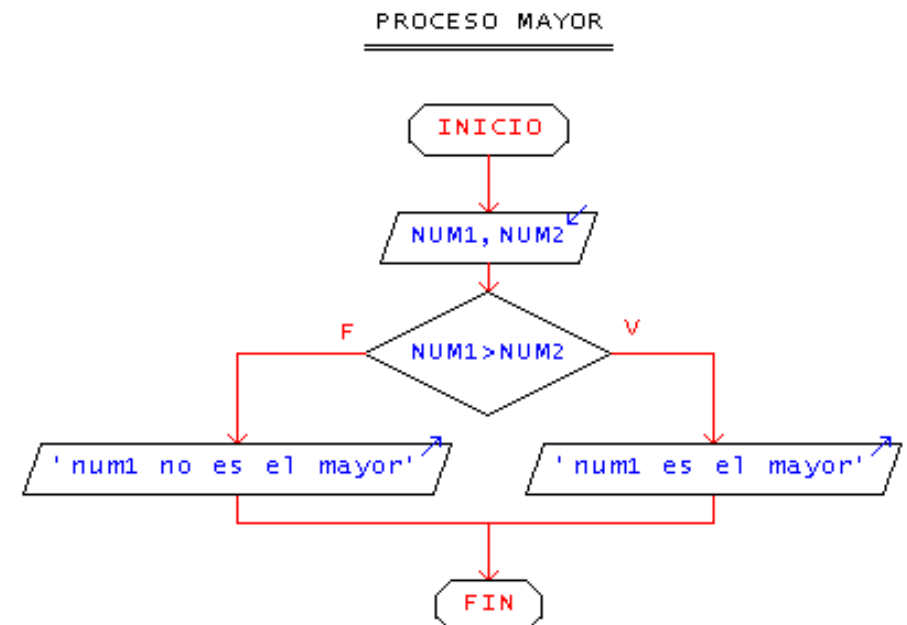 PROCESO MAYOR
INICIO
NUM1, NUM2
F
V
NUM1>NUM2
'num1 no es el mayor'
'num1 es el mayor'
FIN